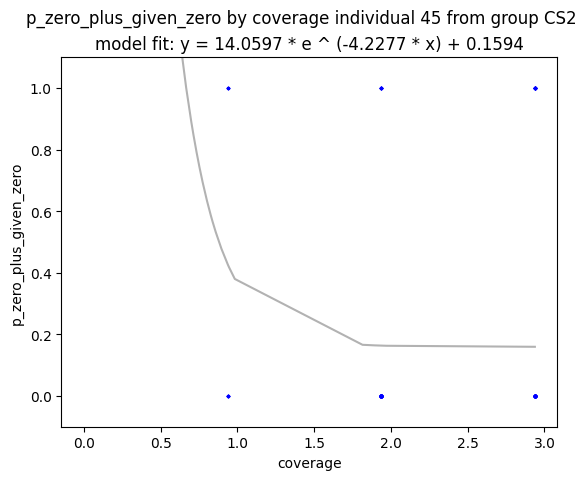 p_zero_plus_given_zero by coverage individual 45 from group CS2
model fit: y = 14.0597 * e ^ (-4.2277 * x) + 0.1594
p_zero_plus_given_zero
1.0
0.8
0.6
0.4
0.2
0.0
0.0 0.5 1.0 1.5 2.0 2.5 3.0
coverage